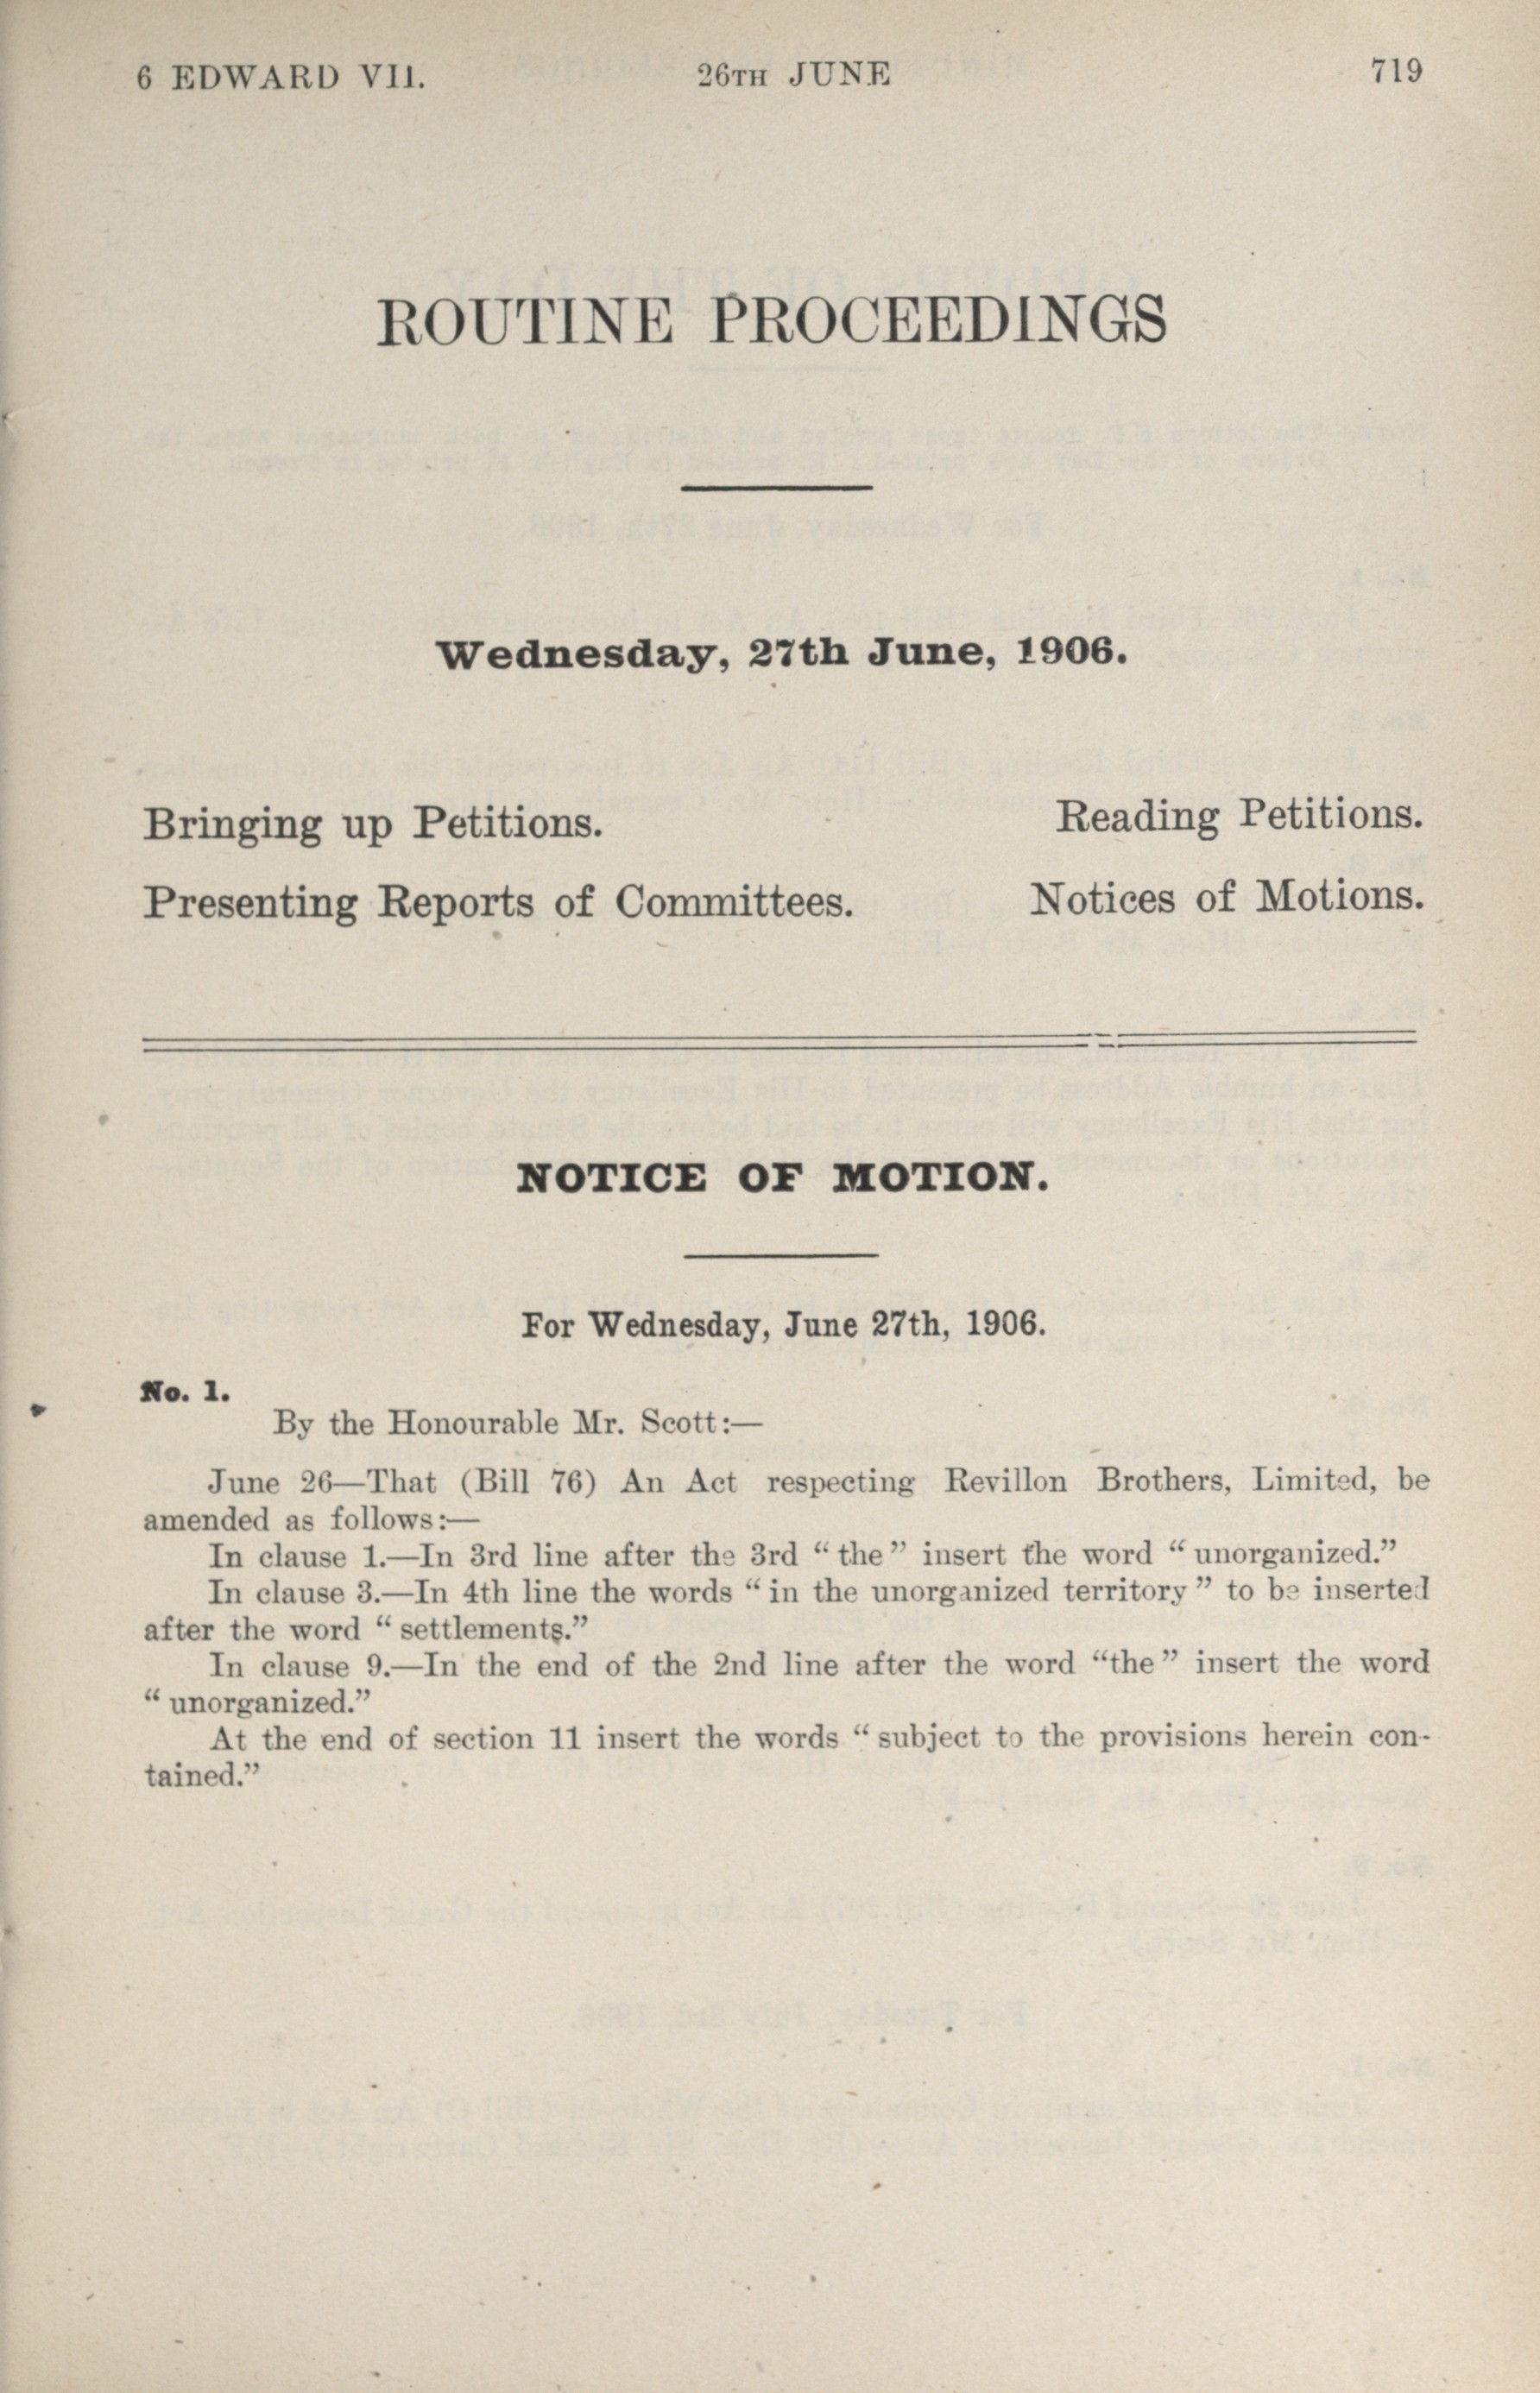 6 EDWARD VII. 26TH JUNE 719
ROUTINE PROCEEDINGS
Wednesday, 27th June, 1906.
Bringing up Petitions. Reading Petitions.
Presenting Reports of Committees. Notices of Motions.
NOTICE OF MOTION.
For Wednesday, June 27th, 1906.
No. 1.
By the Honourable Mr. Scott:—
June 26—That (Bill 76) An Act respecting Revillon Brothers, Limited, be
amended as follows:—
In clause 1.—In 3rd line after the 3rd “ the ” insert the word “ unorganized.”
In clause 3.—In 4th line the words “ in the unorganized territory ” to be inserted
after the word “ settlements.”
In clause 9.—In the end of the 2nd line after the word “the ” insert the word
“ unorganized.”
At the end of section 11 insert the words “ subject to the provisions herein con-
tained.”